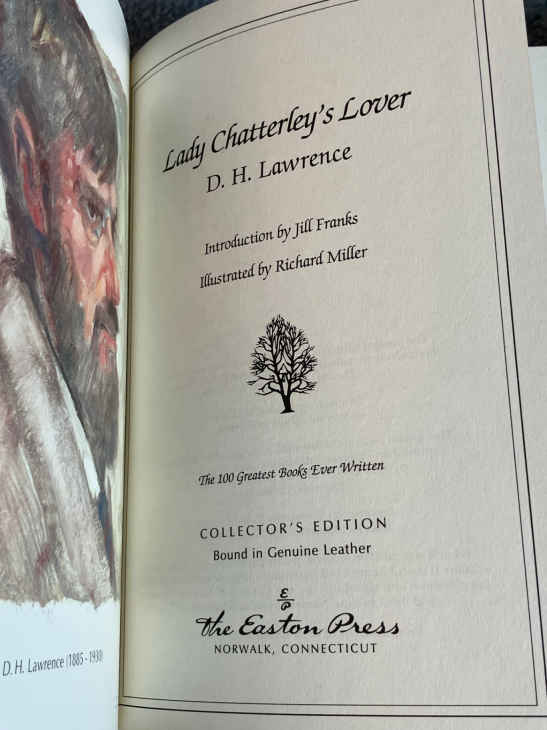 D. H. Lawrence (1885 - 1930)
Lady Chatterley's Lover
D. H. Lawrence
Introduction by Jill Franks
Illustrated by Richard Miller
The 100 Greatest Books Ever Written
COLLECTOR'S EDITION
Bound in Genuine Leather
E
P
The Easton Press
NORWALK, CONNECTICUT